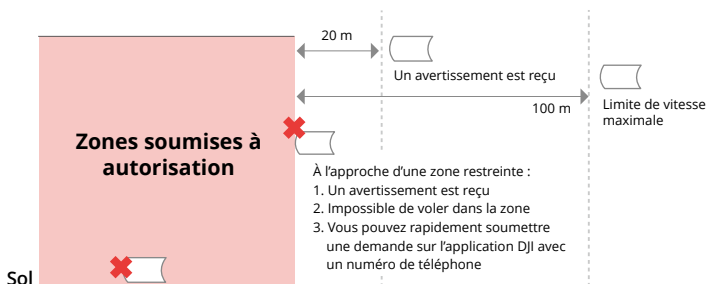 20 m
Un avertissement est reçu
100 m
Limite de vitesse
maximale
Zones soumises à
autorisation
À l’approche d’une zone restreinte :
1. Un avertissement est reçu
2. Impossible de voler dans la zone
3. Vous pouvez rapidement soumettre
une demande sur l’application DJI avec
un numéro de téléphone
Sol